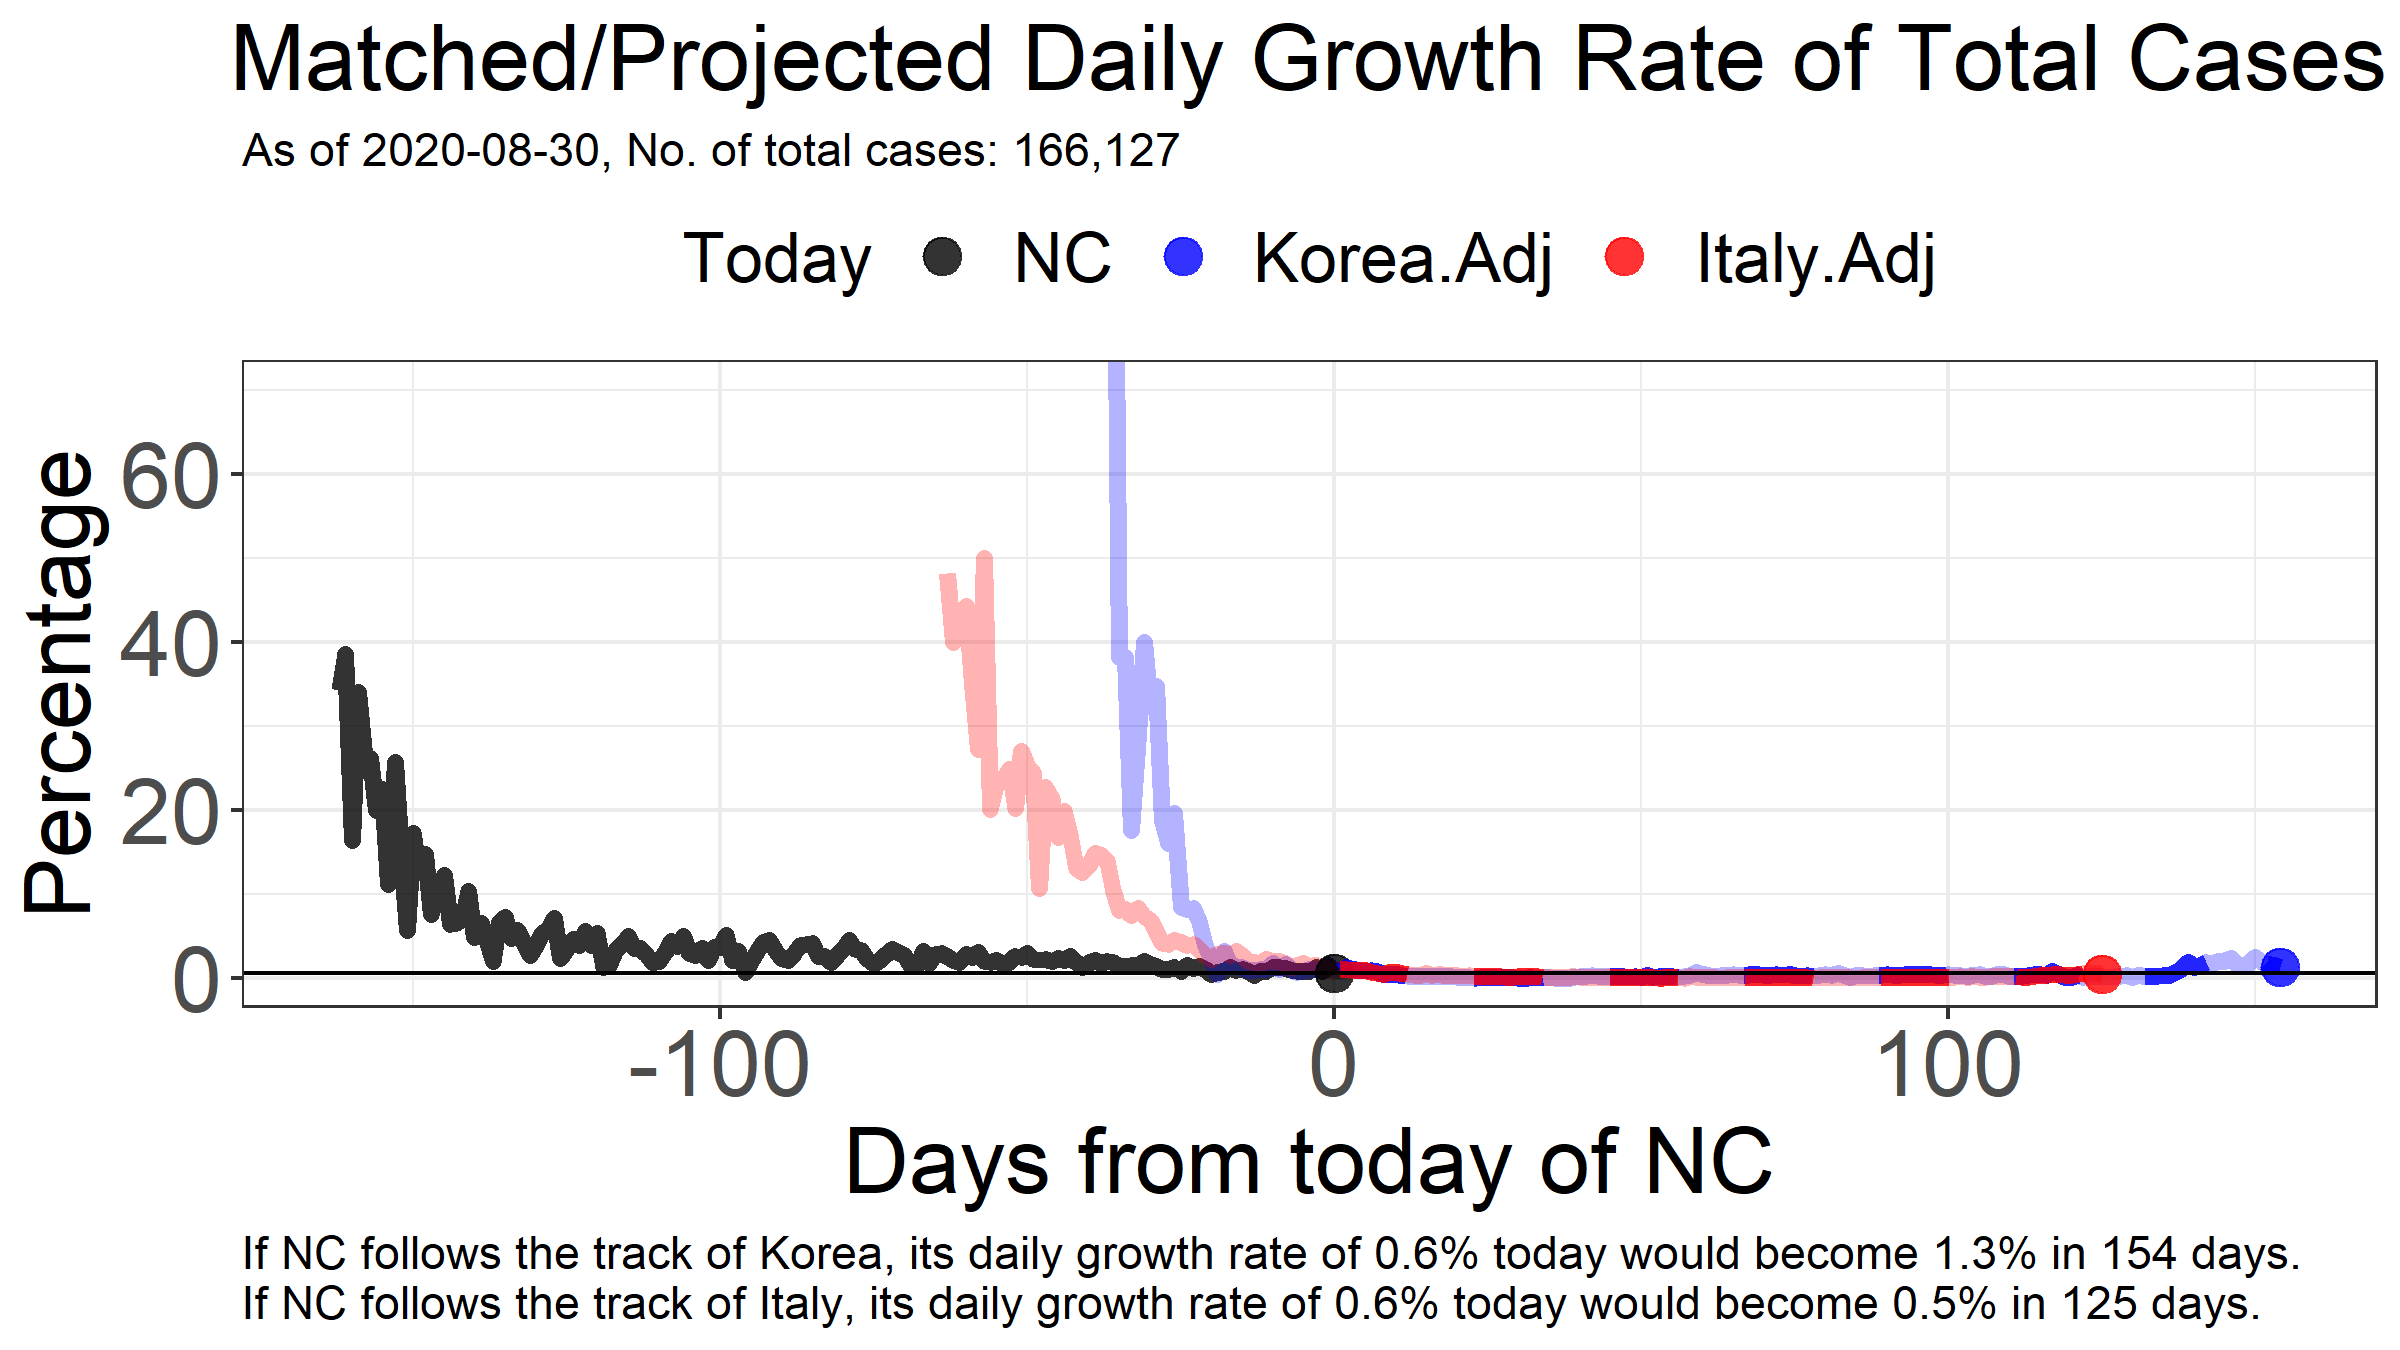 Matched/Projected Daily Growth Rate of Total Cases
As of 2020-08-30, No. of total cases: 166,127
Today NC Korea.Adj Italy.Adj
Percentage
60
40
20
0
-100 0 100
Days from today of NC
If NC follows the track of Korea, its daily growth rate of 0.6% today would become 1.3% in 154 days.
If NC follows the track of Italy, its daily growth rate of 0.6% today would become 0.5% in 125 days.